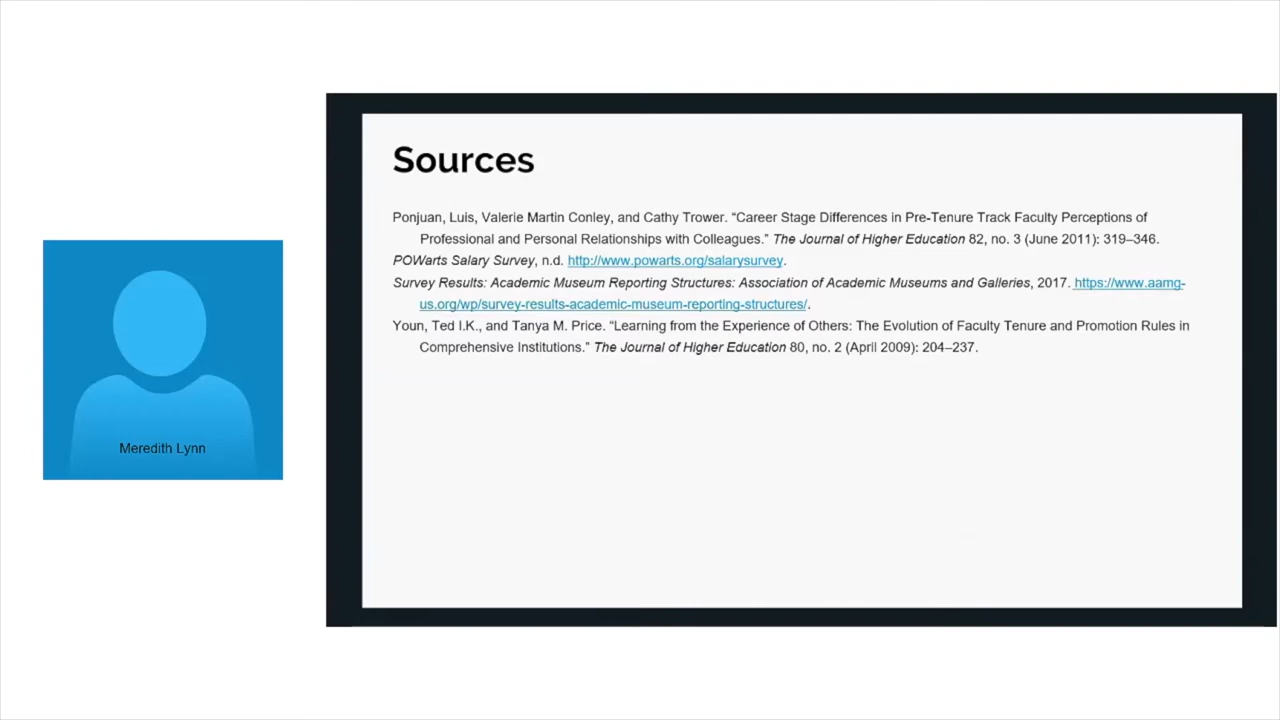 Sources
Ponjuan, Luis, Valerie Martin Conley, and Cathy Trower. “Career Stage Differences in Pre-Tenure Track Faculty Perceptions of
Professional and Personal Relationships with Colleagues.” The Journal of Higher Education 82, no. 3 (June 2011): 319–346.
POWarts Salary Survey, n.d. http://www.powarts.org/salarysurvey.
Survey Results: Academic Museum Reporting Structures: Association of Academic Museums and Galleries, 2017. https://www.aamg-
us.org/wp/survey-results-academic-museum-reporting-structures/.
Youn, Ted I.K., and Tanya M. Price. “Learning from the Experience of Others: The Evolution of Faculty Tenure and Promotion Rules in
Comprehensive Institutions.” The Journal of Higher Education 80, no. 2 (April 2009): 204–237.
Meredith Lynn